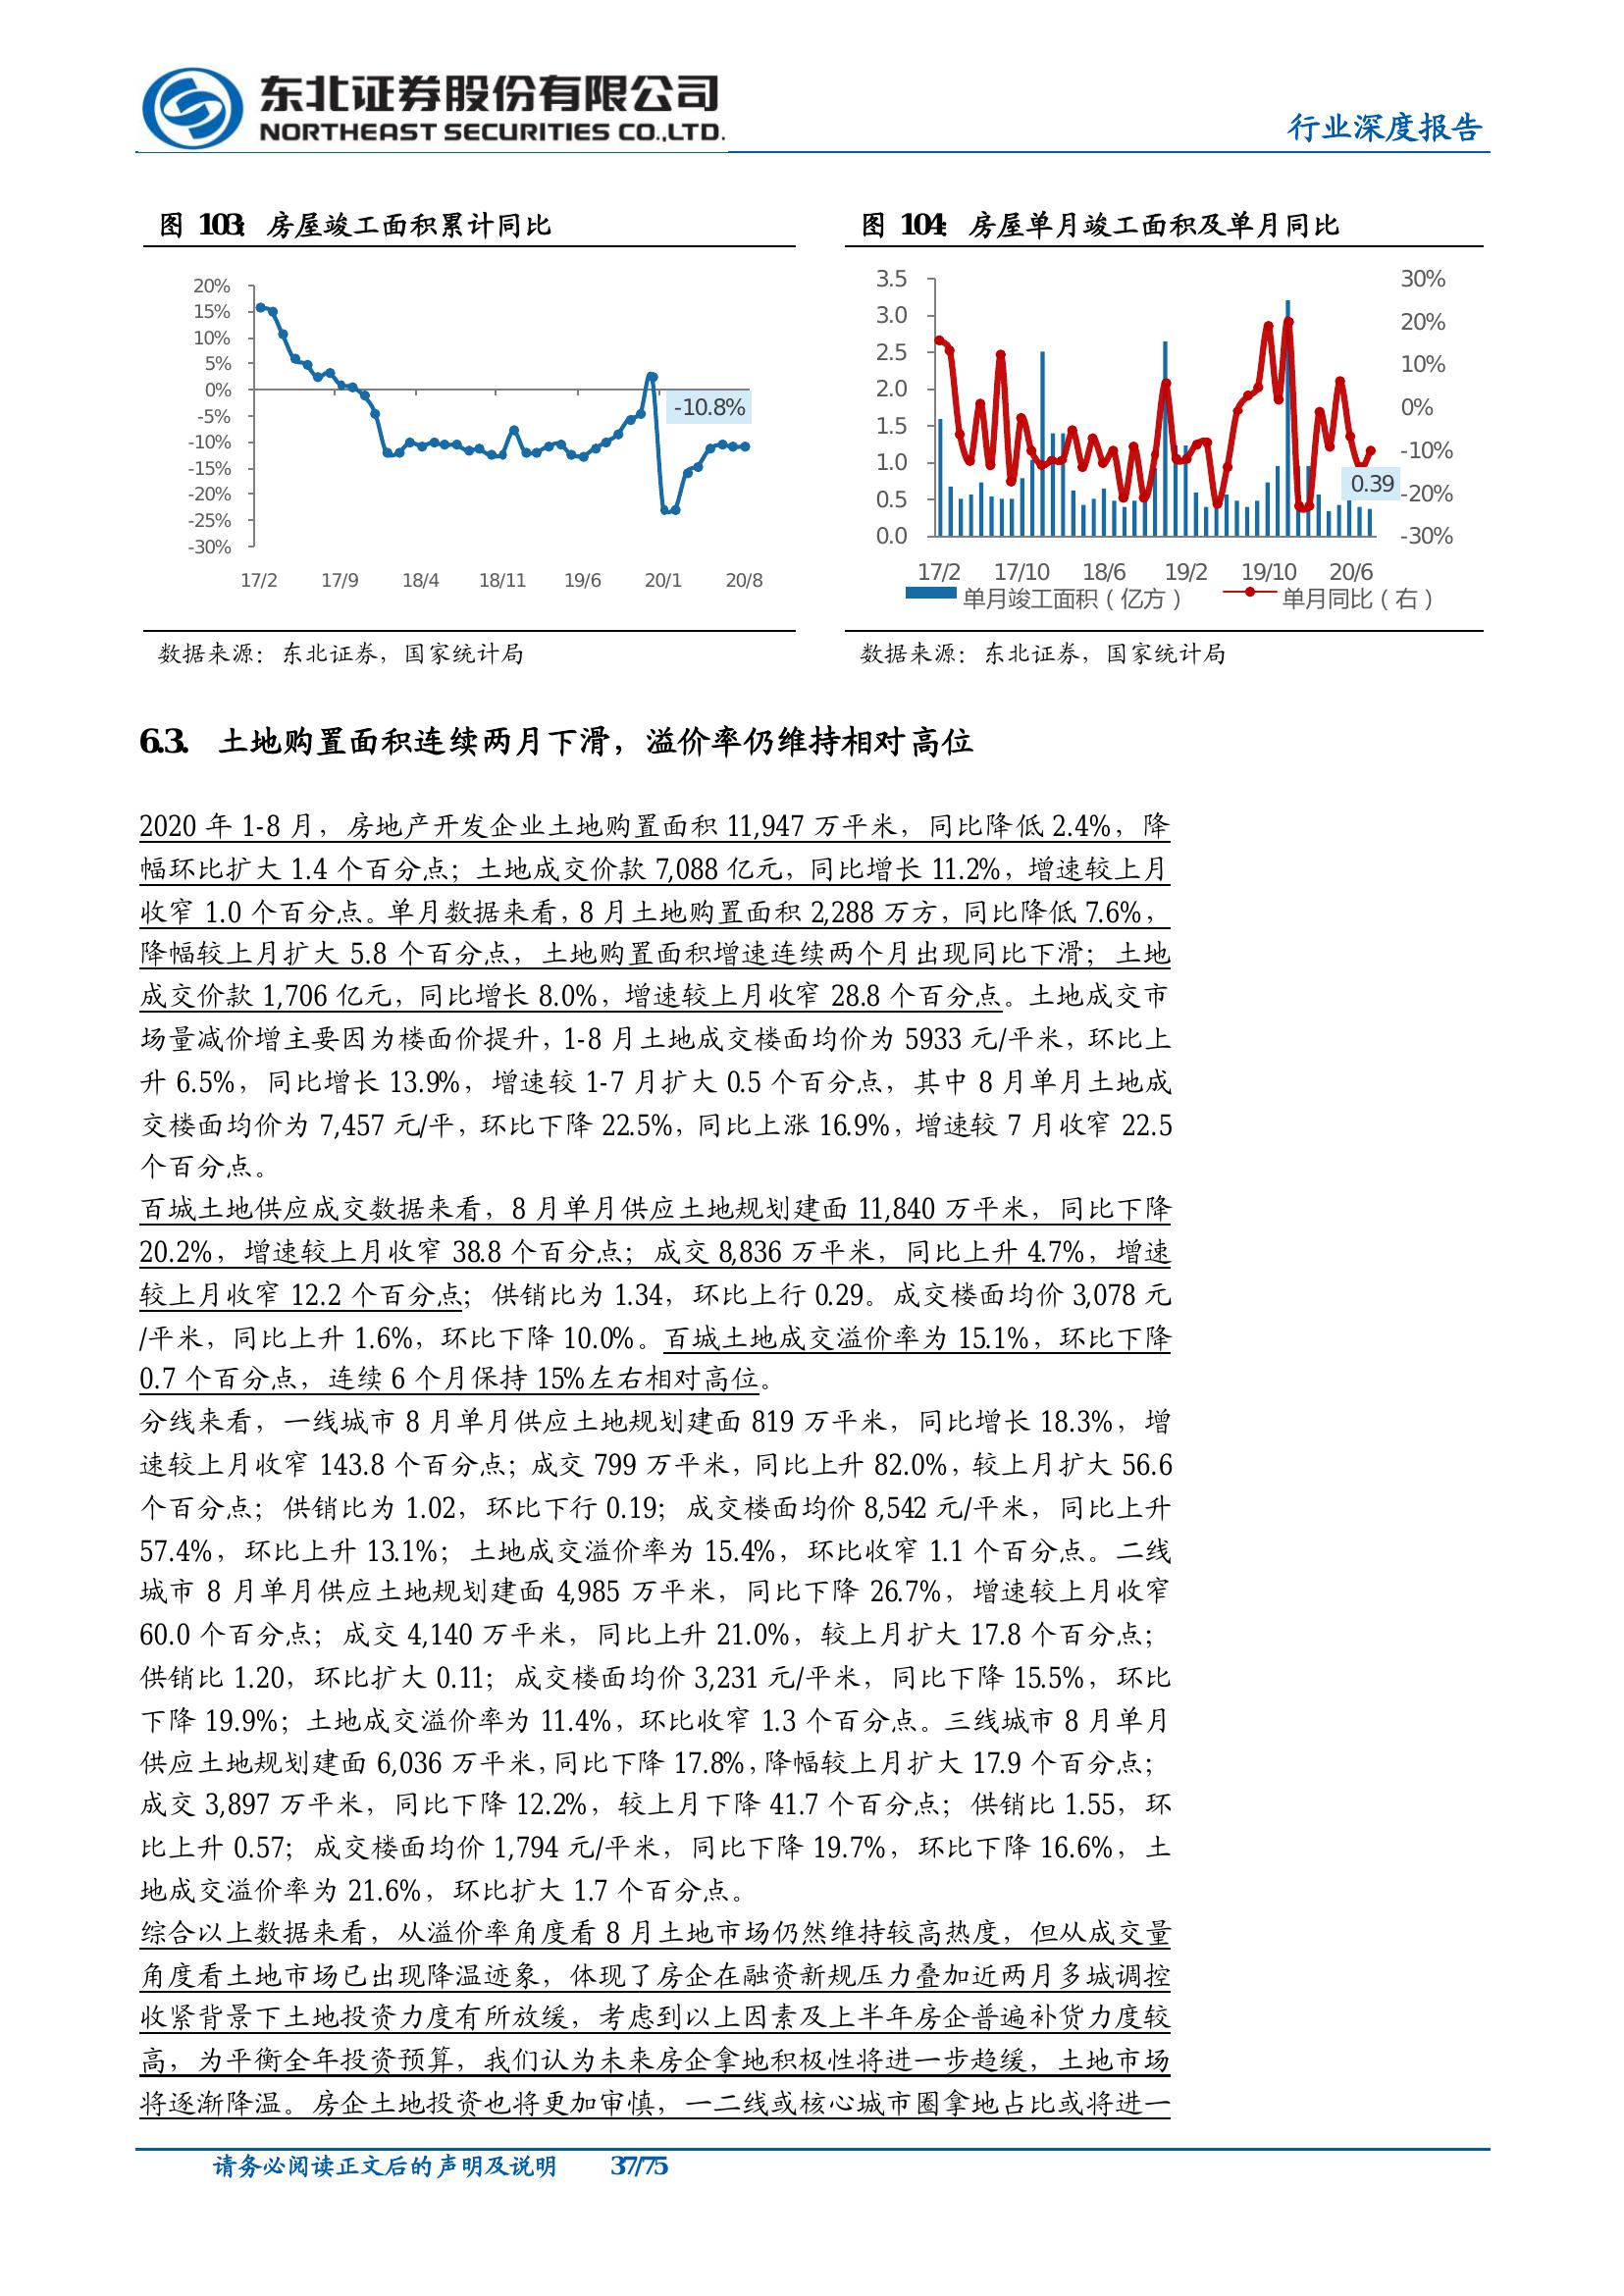 东北证券股份有限公司
NORTHEAST SECURITIES CO.,LTD.
行业深度报告
图 103：房屋竣工面积累计同比
20%
15%
10%
5%
0%
-5%
-10%
-15%
-20%
-25%
-30%
-10.8%
17/2 17/9 18/4 18/11 19/6 20/1 20/8
数据来源：东北证券，国家统计局
图 104：房屋单月竣工面积及单月同比
3.5
3.0
2.5
2.0
1.5
1.0
0.5
0.0
30%
20%
10%
0%
-10%
-20%
-30%
0.39
17/2 17/10 18/6 19/2 19/10 20/6
单月竣工面积（亿方） 单月同比（右）
数据来源：东北证券，国家统计局
6.3. 土地购置面积连续两月下滑，溢价率仍维持相对高位
2020 年 1-8 月，房地产开发企业土地购置面积 11,947 万平米，同比降低 2.4%，降
幅环比扩大 1.4 个百分点；土地成交价款 7,088 亿元，同比增长 11.2%，增速较上月
收窄 1.0 个百分点。单月数据来看，8 月土地购置面积 2,288 万方，同比降低 7.6%，
降幅较上月扩大 5.8 个百分点，土地购置面积增速连续两个月出现同比下滑；土地
成交价款 1,706 亿元，同比增长 8.0%，增速较上月收窄 28.8 个百分点。土地成交市
场量减价增主要因为楼面价提升，1-8 月土地成交楼面均价为 5933 元/平米，环比上
升 6.5%，同比增长 13.9%，增速较 1-7 月扩大 0.5 个百分点，其中 8 月单月土地成
交楼面均价为 7,457 元/平，环比下降 22.5%，同比上涨 16.9%，增速较 7 月收窄 22.5
个百分点。
百城土地供应成交数据来看，8 月单月供应土地规划建面 11,840 万平米，同比下降
20.2%，增速较上月收窄 38.8 个百分点；成交 8,836 万平米，同比上升 4.7%，增速
较上月收窄 12.2 个百分点；供销比为 1.34，环比上行 0.29。成交楼面均价 3,078 元
/平米，同比上升 1.6%，环比下降 10.0%。百城土地成交溢价率为 15.1%，环比下降
0.7 个百分点，连续 6 个月保持 15%左右相对高位。
分线来看，一线城市 8 月单月供应土地规划建面 819 万平米，同比增长 18.3%，增
速较上月收窄 143.8 个百分点；成交 799 万平米，同比上升 82.0%，较上月扩大 56.6
个百分点；供销比为 1.02，环比下行 0.19；成交楼面均价 8,542 元/平米，同比上升
57.4%，环比上升 13.1%；土地成交溢价率为 15.4%，环比收窄 1.1 个百分点。二线
城市 8 月单月供应土地规划建面 4,985 万平米，同比下降 26.7%，增速较上月收窄
60.0 个百分点；成交 4,140 万平米，同比上升 21.0%，较上月扩大 17.8 个百分点；
供销比 1.20，环比扩大 0.11；成交楼面均价 3,231 元/平米，同比下降 15.5%，环比
下降 19.9%；土地成交溢价率为 11.4%，环比收窄 1.3 个百分点。三线城市 8 月单月
供应土地规划建面 6,036 万平米，同比下降 17.8%，降幅较上月扩大 17.9 个百分点；
成交 3,897 万平米，同比下降 12.2%，较上月下降 41.7 个百分点；供销比 1.55，环
比上升 0.57；成交楼面均价 1,794 元/平米，同比下降 19.7%，环比下降 16.6%，土
地成交溢价率为 21.6%，环比扩大 1.7 个百分点。
综合以上数据来看，从溢价率角度看 8 月土地市场仍然维持较高热度，但从成交量
角度看土地市场已出现降温迹象，体现了房企在融资新规压力叠加近两月多城调控
收紧背景下土地投资力度有所放缓，考虑到以上因素及上半年房企普遍补货力度较
高，为平衡全年投资预算，我们认为未来房企拿地积极性将进一步趋缓，土地市场
将逐渐降温。房企土地投资也将更加审慎，一二线或核心城市圈拿地占比或将进一
请务必阅读正文后的声明及说明 37/75